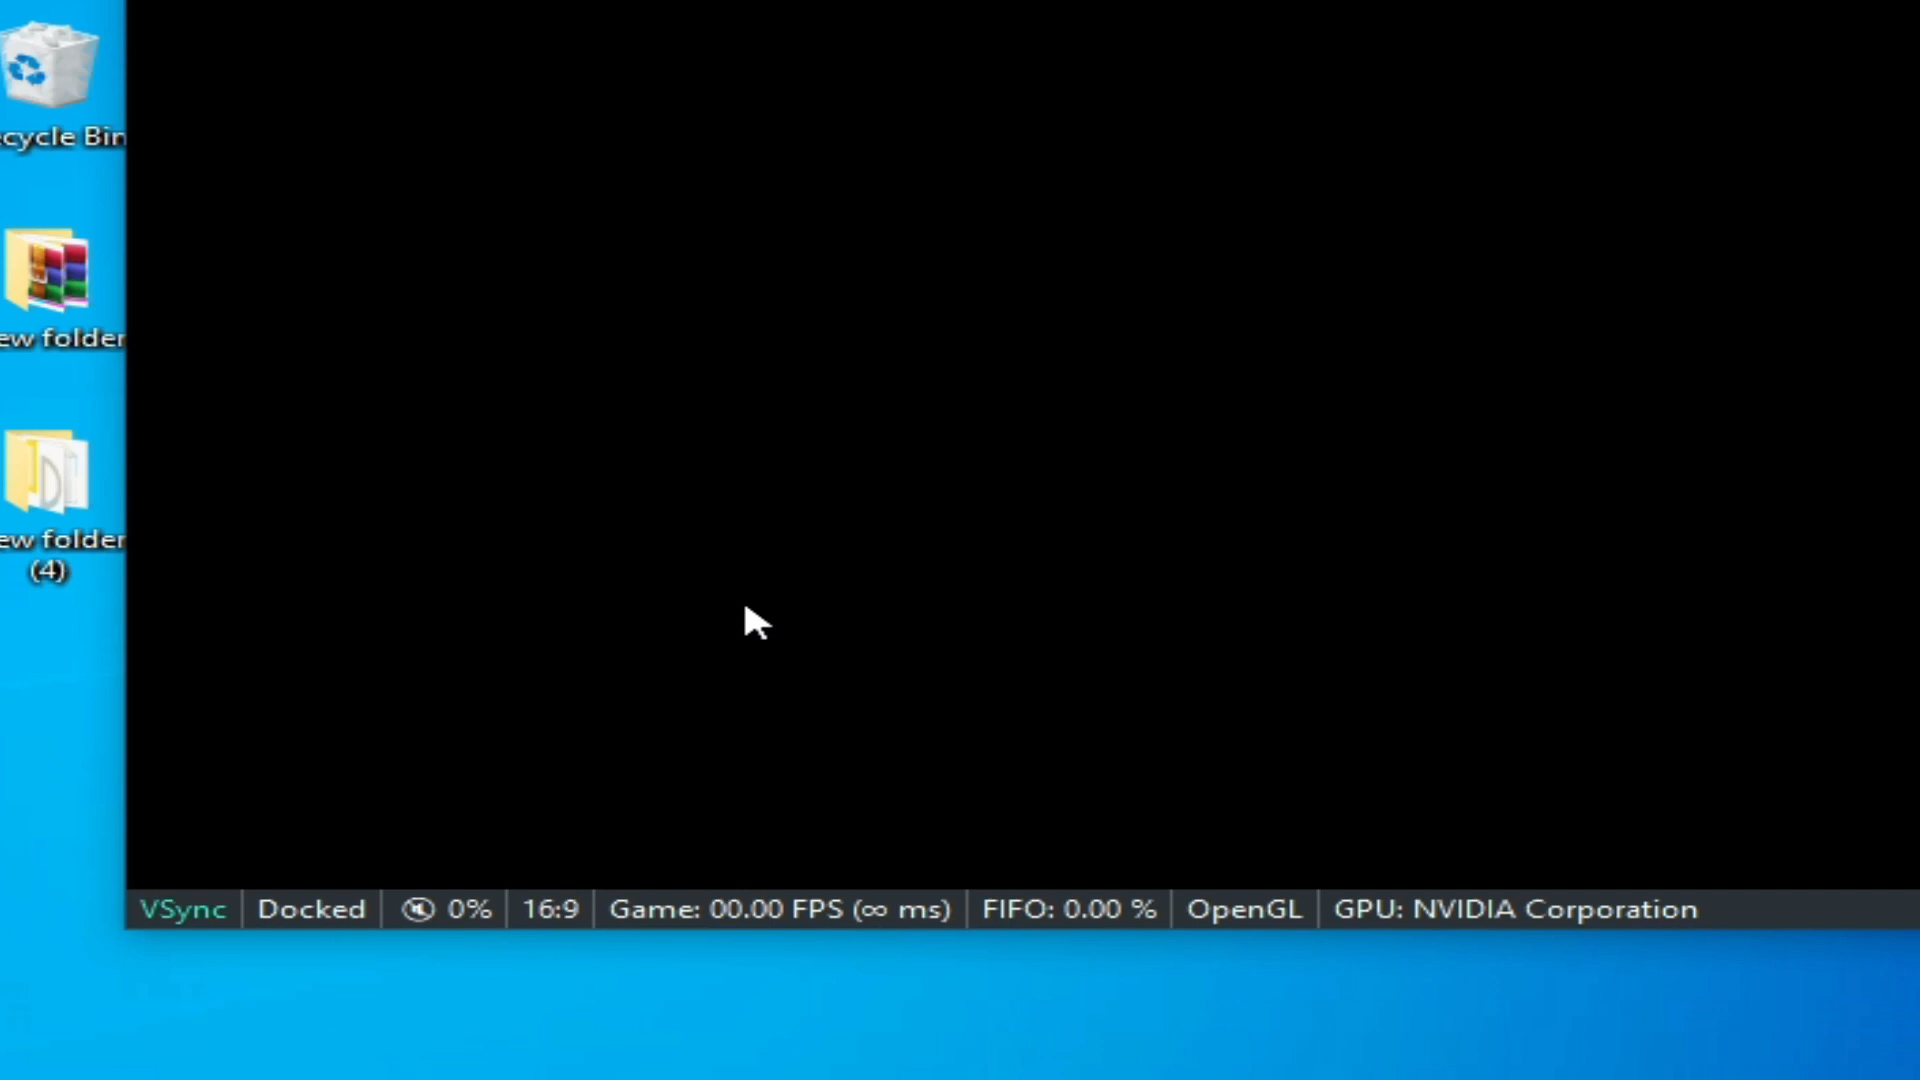 ecycle Bin
ew folder
ew folder
(4)
VSync Docked 0% 16:9 Game: 00.00 FPS (∞ ms) FIFO: 0.00 % OpenGL GPU: NVIDIA Corporation